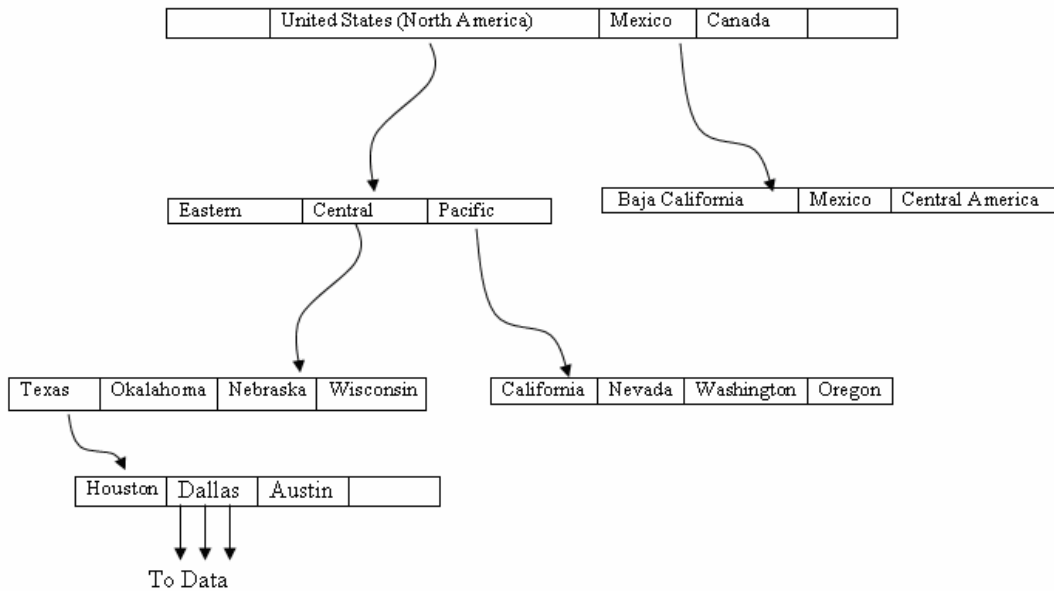 United States (North America) Mexico Canada
Baja California Mexico Central America
Eastern Central Pacific
Texas Okalahoma Nebraska Wisconsin
California Nevada Washington Oregon
Houston Dallas Austin
To Data